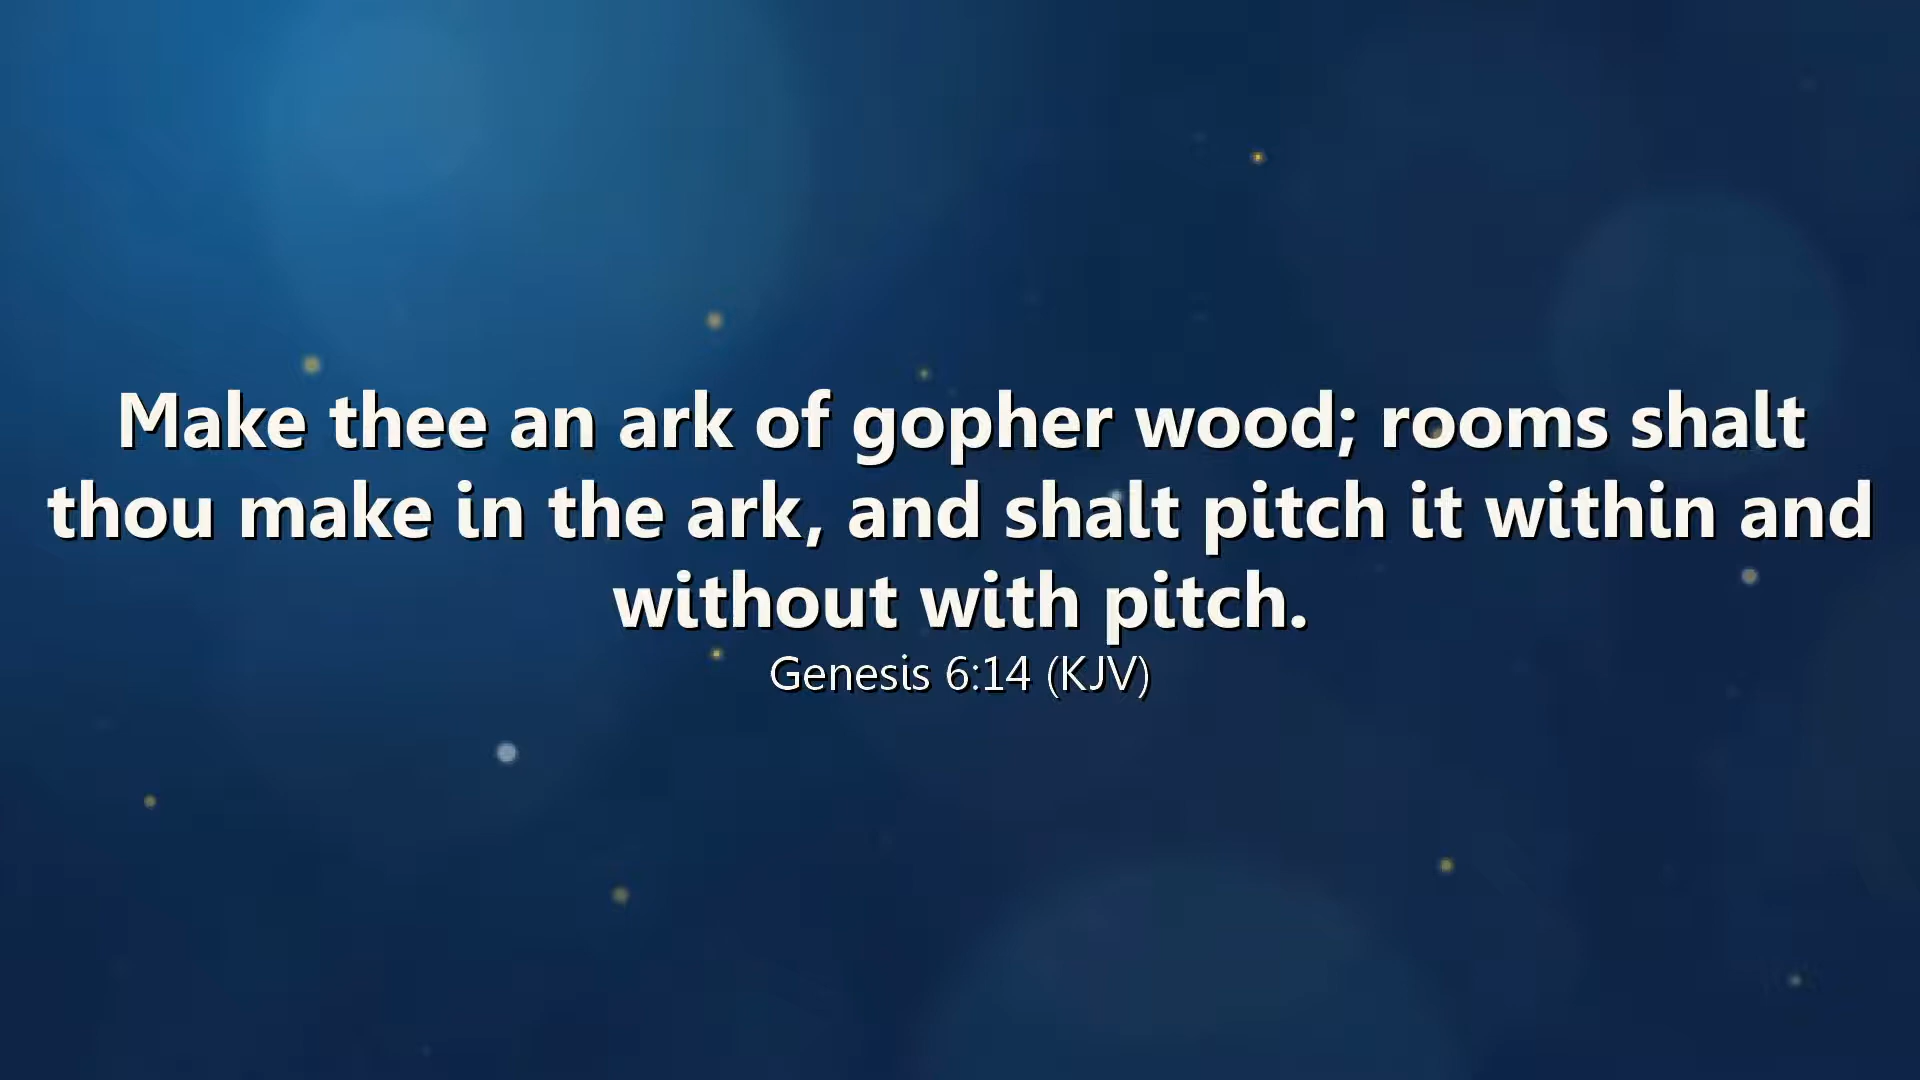 Make thee an ark of gopher wood; rooms shalt
thou make in the ark, and shalt pitch it within and
without with pitch.
Genesis 6:14 (KJV)